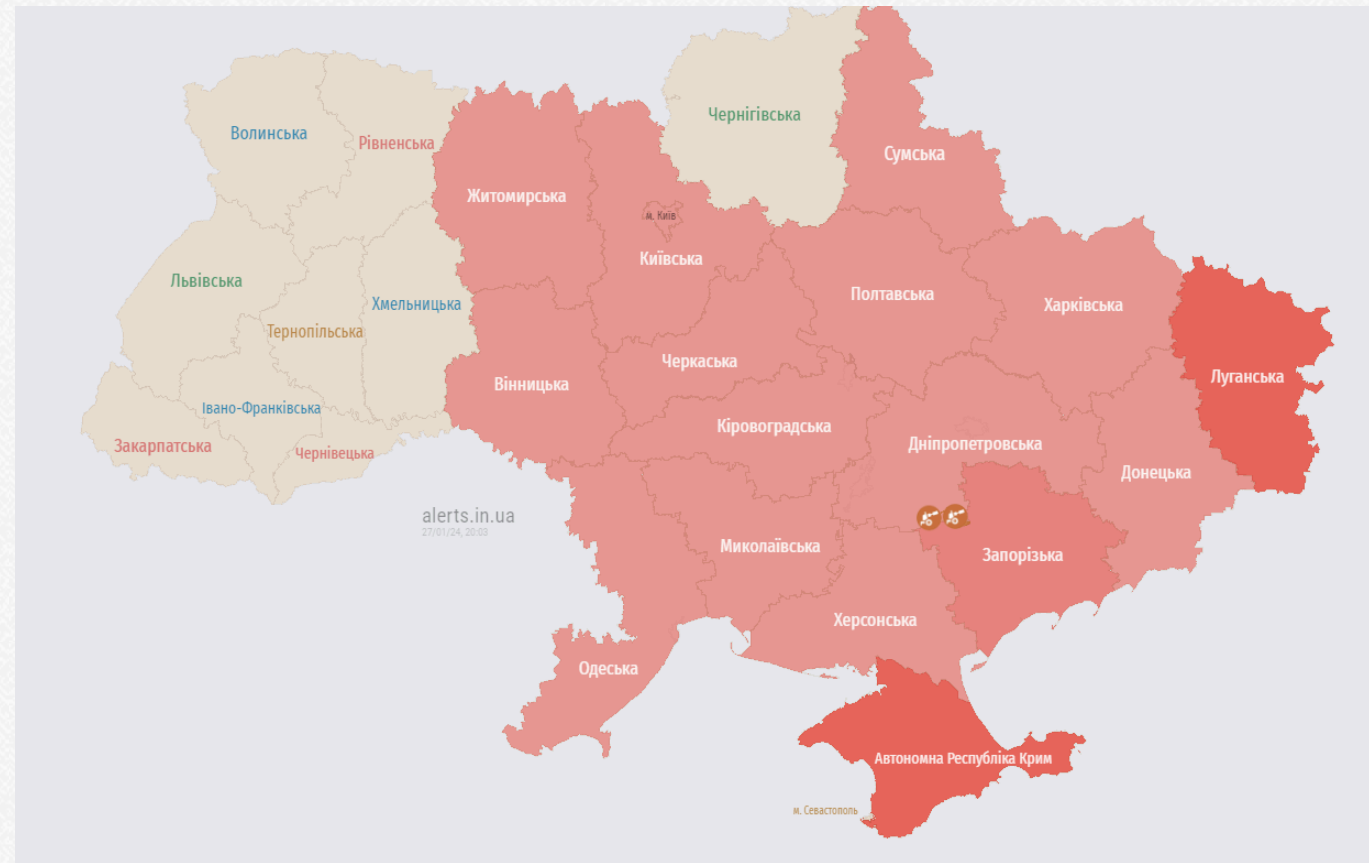 Чернігівська
Волинська
Рівненська
Сумська
Житомирська
м. Київ
Київська
Львівська
Хмельницька
Полтавська
Харківська
Тернопільська
Черкаська
Луганська
Вінницька
Івано-Франківська
Кіровоградська
Дніпропетровська
Закарпатська
Чернівецька
Донецька
alerts.in.ua
27/01/24, 20:03
Миколаївська
Запорізька
Херсонська
Одеська
Автономна Республіка Крим
м. Севастополь